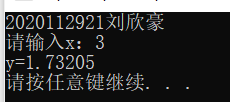 2020112921刘欣豪
请输入x：3
y=1.73205
请按任意键继续. . .